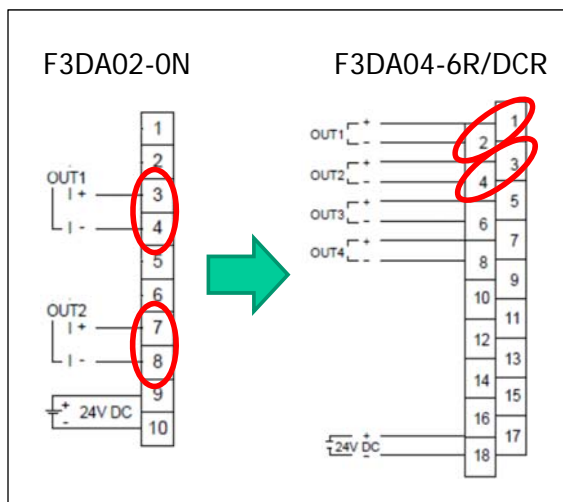 F3DA02-0N
F3DA04-6R/DCR
1
2
OUT1
I +
3
I -
4
5
6
OUT2
I +
7
I -
8
9
+
24V DC
-
10
1
+
OUT1
-
2
+
3
OUT2
-
4
+
5
OUT3
-
6
+
7
OUT4
-
8
9
10
11
12
13
14
15
16
+
17
24V DC
-
18